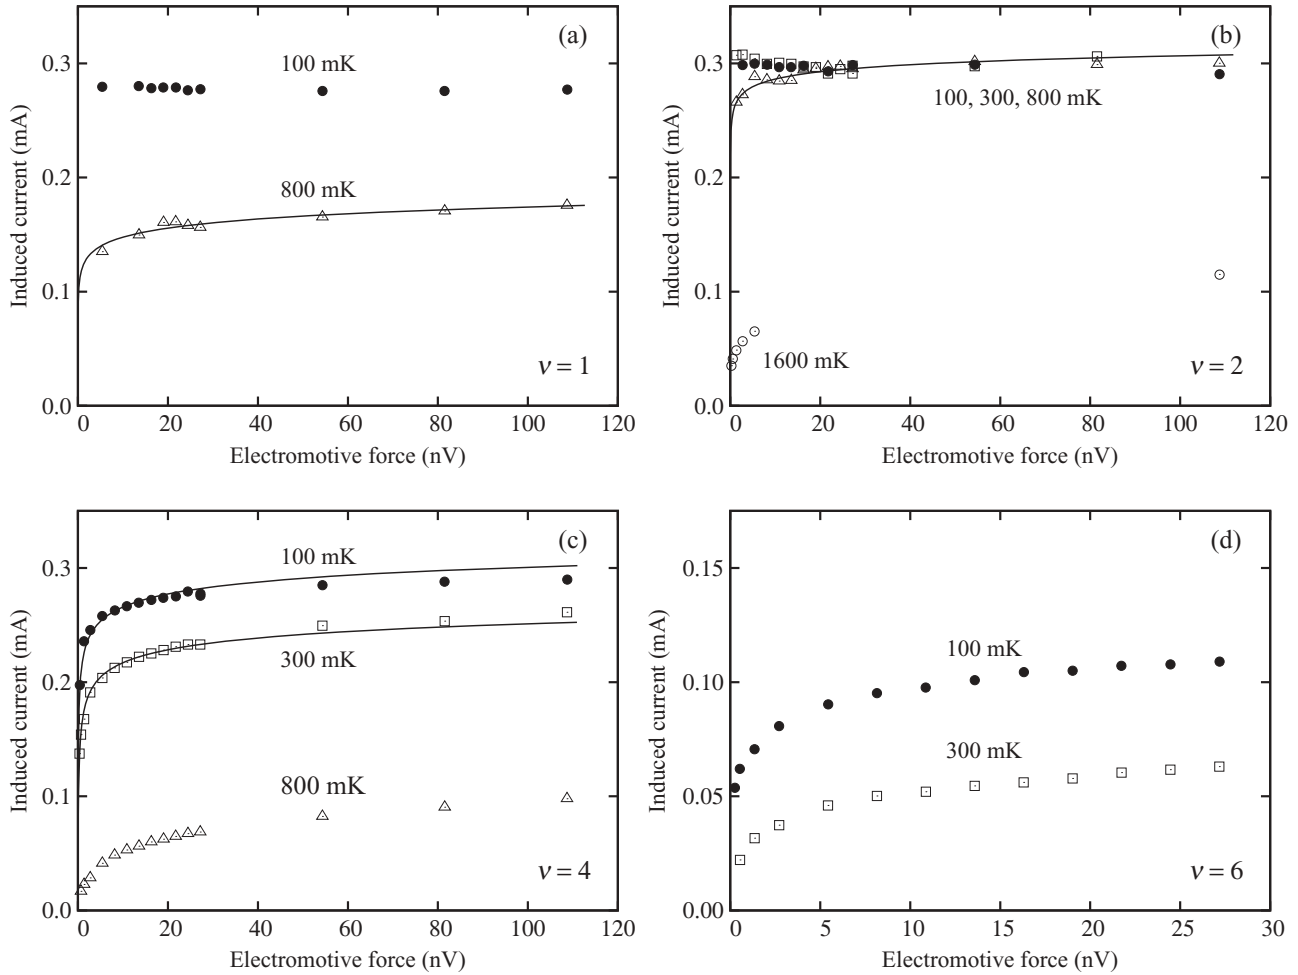 (a)
0.3
0.2
0.1
0.0
Induced current (mA)
100 mK
800 mK
ν = 1
0 20 40 60 80 100 120
Electromotive force (nV)
(b)
0.3
0.2
0.1
0.0
Induced current (mA)
100, 300, 800 mK
1600 mK
ν = 2
0 20 40 60 80 100 120
Electromotive force (nV)
(c)
0.3
0.2
0.1
0.0
Induced current (mA)
100 mK
300 mK
800 mK
ν = 4
0 20 40 60 80 100 120
Electromotive force (nV)
(d)
0.15
0.10
0.05
0.00
Induced current (mA)
100 mK
300 mK
ν = 6
0 5 10 15 20 25 30
Electromotive force (nV)